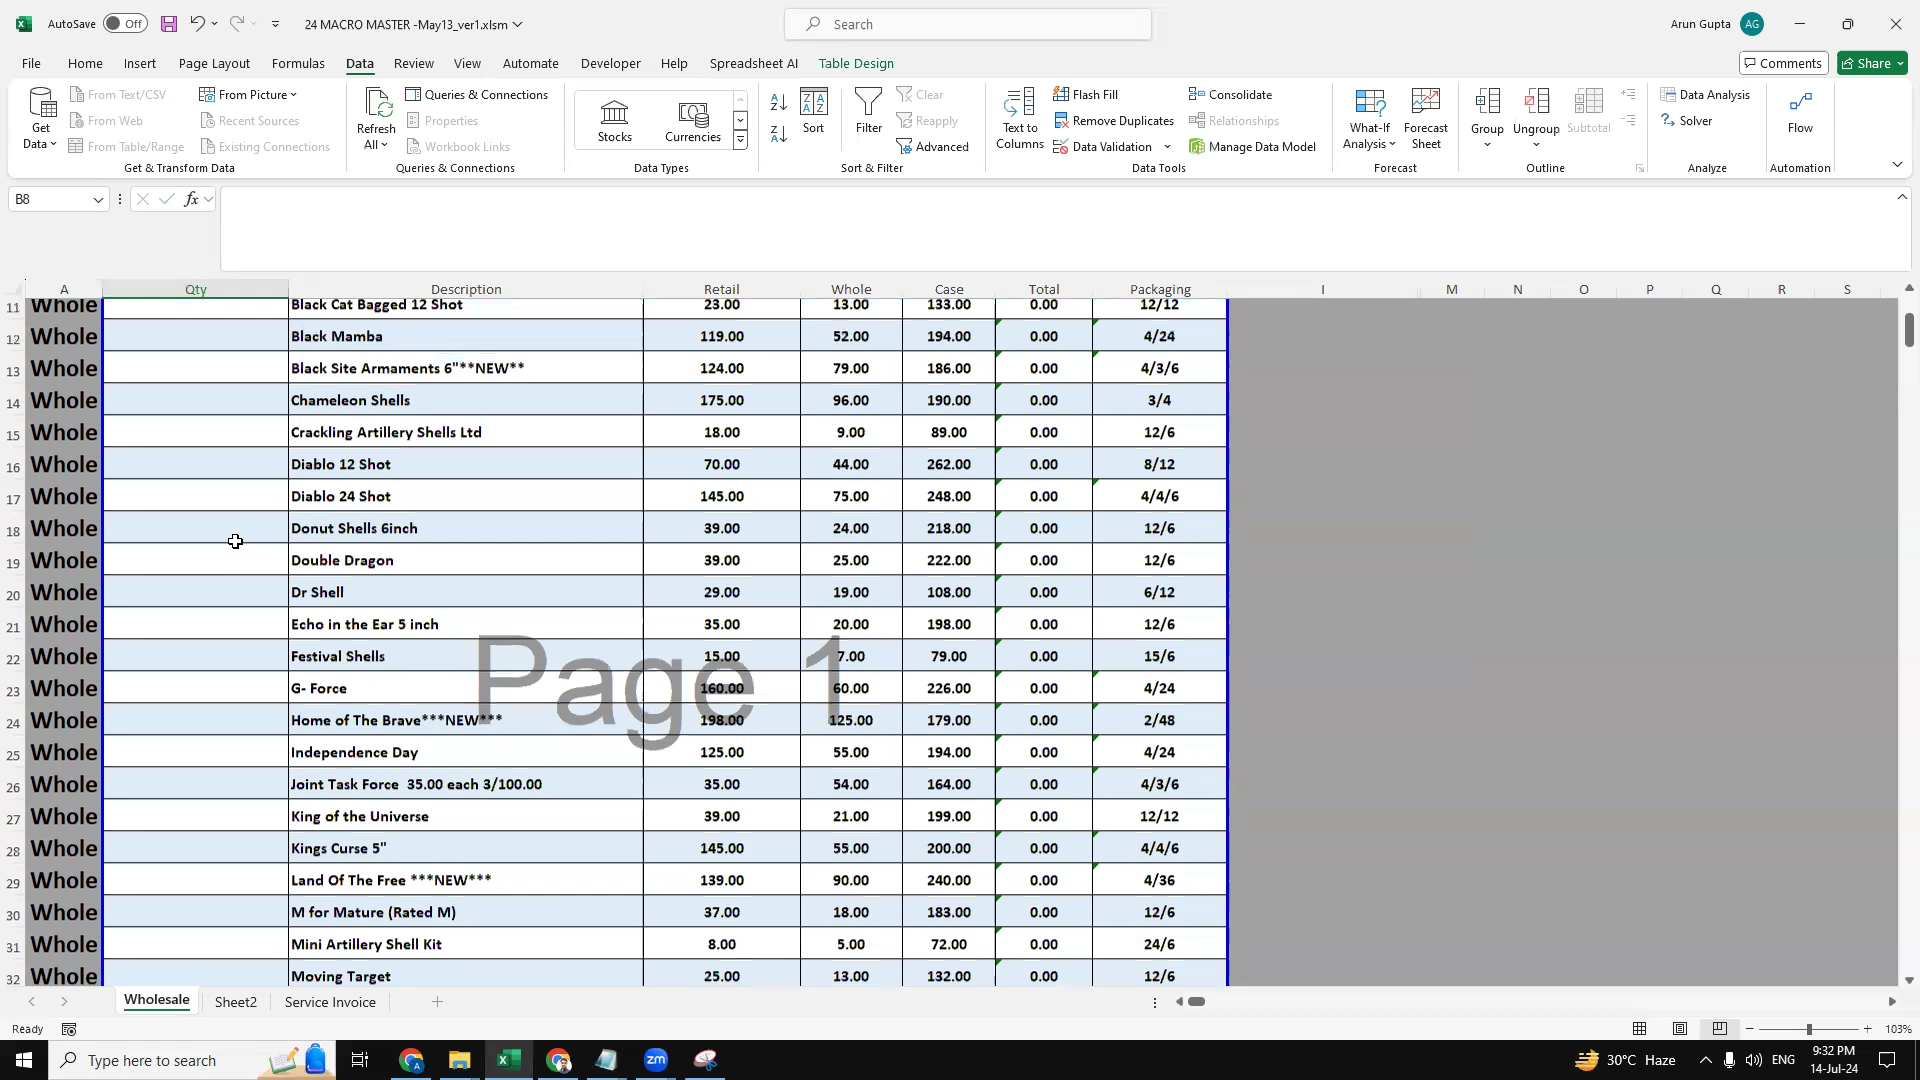 AutoSave Off 24 MACRO MASTER -May13_ver1.xlsm Search Arun Gupta AG
File Home Insert Page Layout Formulas Data Review View Automate Developer Help Spreadsheet AI Table Design Comments Share
Get Data
From Text/CSV
From Web
From Table/Range
From Picture
Recent Sources
Existing Connections
Get & Transform Data
Refresh All
Queries & Connections
Properties
Workbook Links
Queries & Connections
Stocks Currencies
Data Types
Sort
Filter
Clear
Reapply
Advanced
Sort & Filter
Text to Columns
Flash Fill
Remove Duplicates
Data Validation
Consolidate
Relationships
Manage Data Model
Data Tools
What-If Analysis
Forecast Sheet
Forecast
Group
Ungroup
Subtotal
Outline
Data Analysis
Solver
Analyze
Flow
Automation
B8 fx
A Qty Description Retail Whole Case Total Packaging I M N O P Q R S
11 Whole Black Cat Bagged 12 Shot 23.00 13.00 133.00 0.00 12/12
12 Whole Black Mamba 119.00 52.00 194.00 0.00 4/24
13 Whole Black Site Armaments 6"**NEW** 124.00 79.00 186.00 0.00 4/3/6
14 Whole Chameleon Shells 175.00 96.00 190.00 0.00 3/4
15 Whole Crackling Artillery Shells Ltd 18.00 9.00 89.00 0.00 12/6
16 Whole Diablo 12 Shot 70.00 44.00 262.00 0.00 8/12
17 Whole Diablo 24 Shot 145.00 75.00 248.00 0.00 4/4/6
18 Whole Donut Shells 6inch 39.00 24.00 218.00 0.00 12/6
19 Whole Double Dragon 39.00 25.00 222.00 0.00 12/6
20 Whole Dr Shell 29.00 19.00 108.00 0.00 6/12
21 Whole Echo in the Ear 5 inch 35.00 20.00 198.00 0.00 12/6
22 Whole Festival Shells 15.00 7.00 79.00 0.00 15/6
Page 1
23 Whole G- Force 160.00 60.00 226.00 0.00 4/24
24 Whole Home of The Brave***NEW*** 198.00 125.00 179.00 0.00 2/48
25 Whole Independence Day 125.00 55.00 194.00 0.00 4/24
26 Whole Joint Task Force 35.00 each 3/100.00 35.00 54.00 164.00 0.00 4/3/6
27 Whole King of the Universe 39.00 21.00 199.00 0.00 12/12
28 Whole Kings Curse 5" 145.00 55.00 200.00 0.00 4/4/6
29 Whole Land Of The Free ***NEW*** 139.00 90.00 240.00 0.00 4/36
30 Whole M for Mature (Rated M) 37.00 18.00 183.00 0.00 12/6
31 Whole Mini Artillery Shell Kit 8.00 5.00 72.00 0.00 24/6
32 Whole Moving Target 25.00 13.00 132.00 0.00 12/6
Wholesale Sheet2 Service Invoice
Ready 103%
Type here to search 30°C Haze ENG 9:32 PM
14-Jul-24